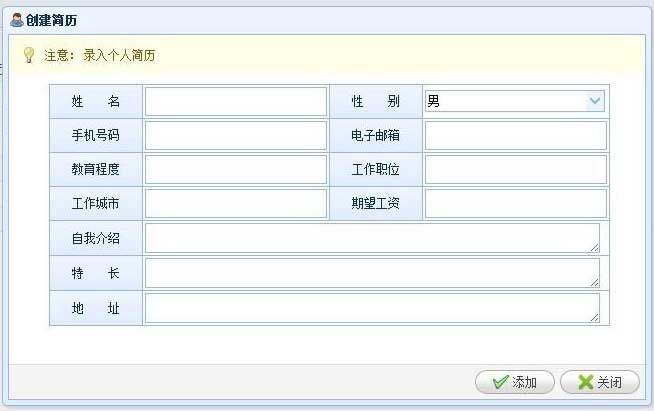 创建简历
注意：录入个人简历
姓 名 性 别 男
手机号码 电子邮箱
教育程度 工作职位
工作城市 期望工资
自我介绍
特 长
地 址
添加 关闭